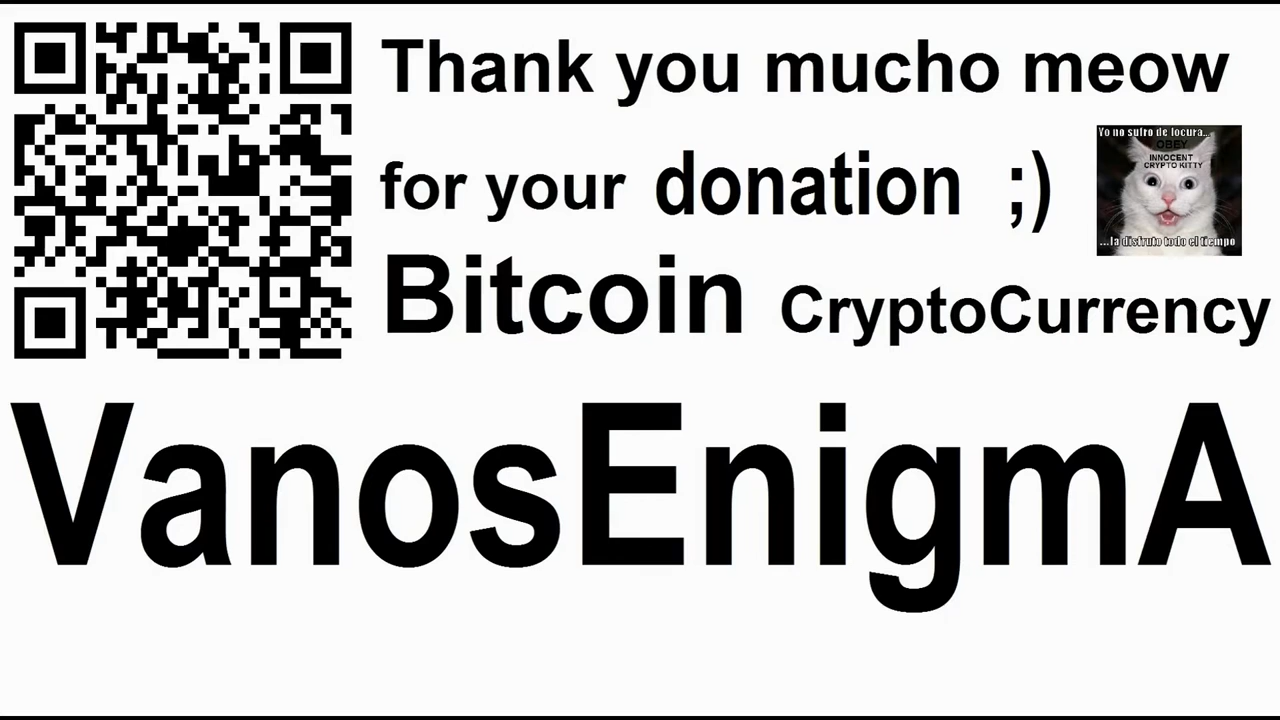 Thank you mucho meow
for your donation ;)
Yo no sufro de locura...
OBEY
INNOCENT
CRYPTO KITTY
...la disfruto todo el tiempo
Bitcoin CryptoCurrency
VanosEnigmA